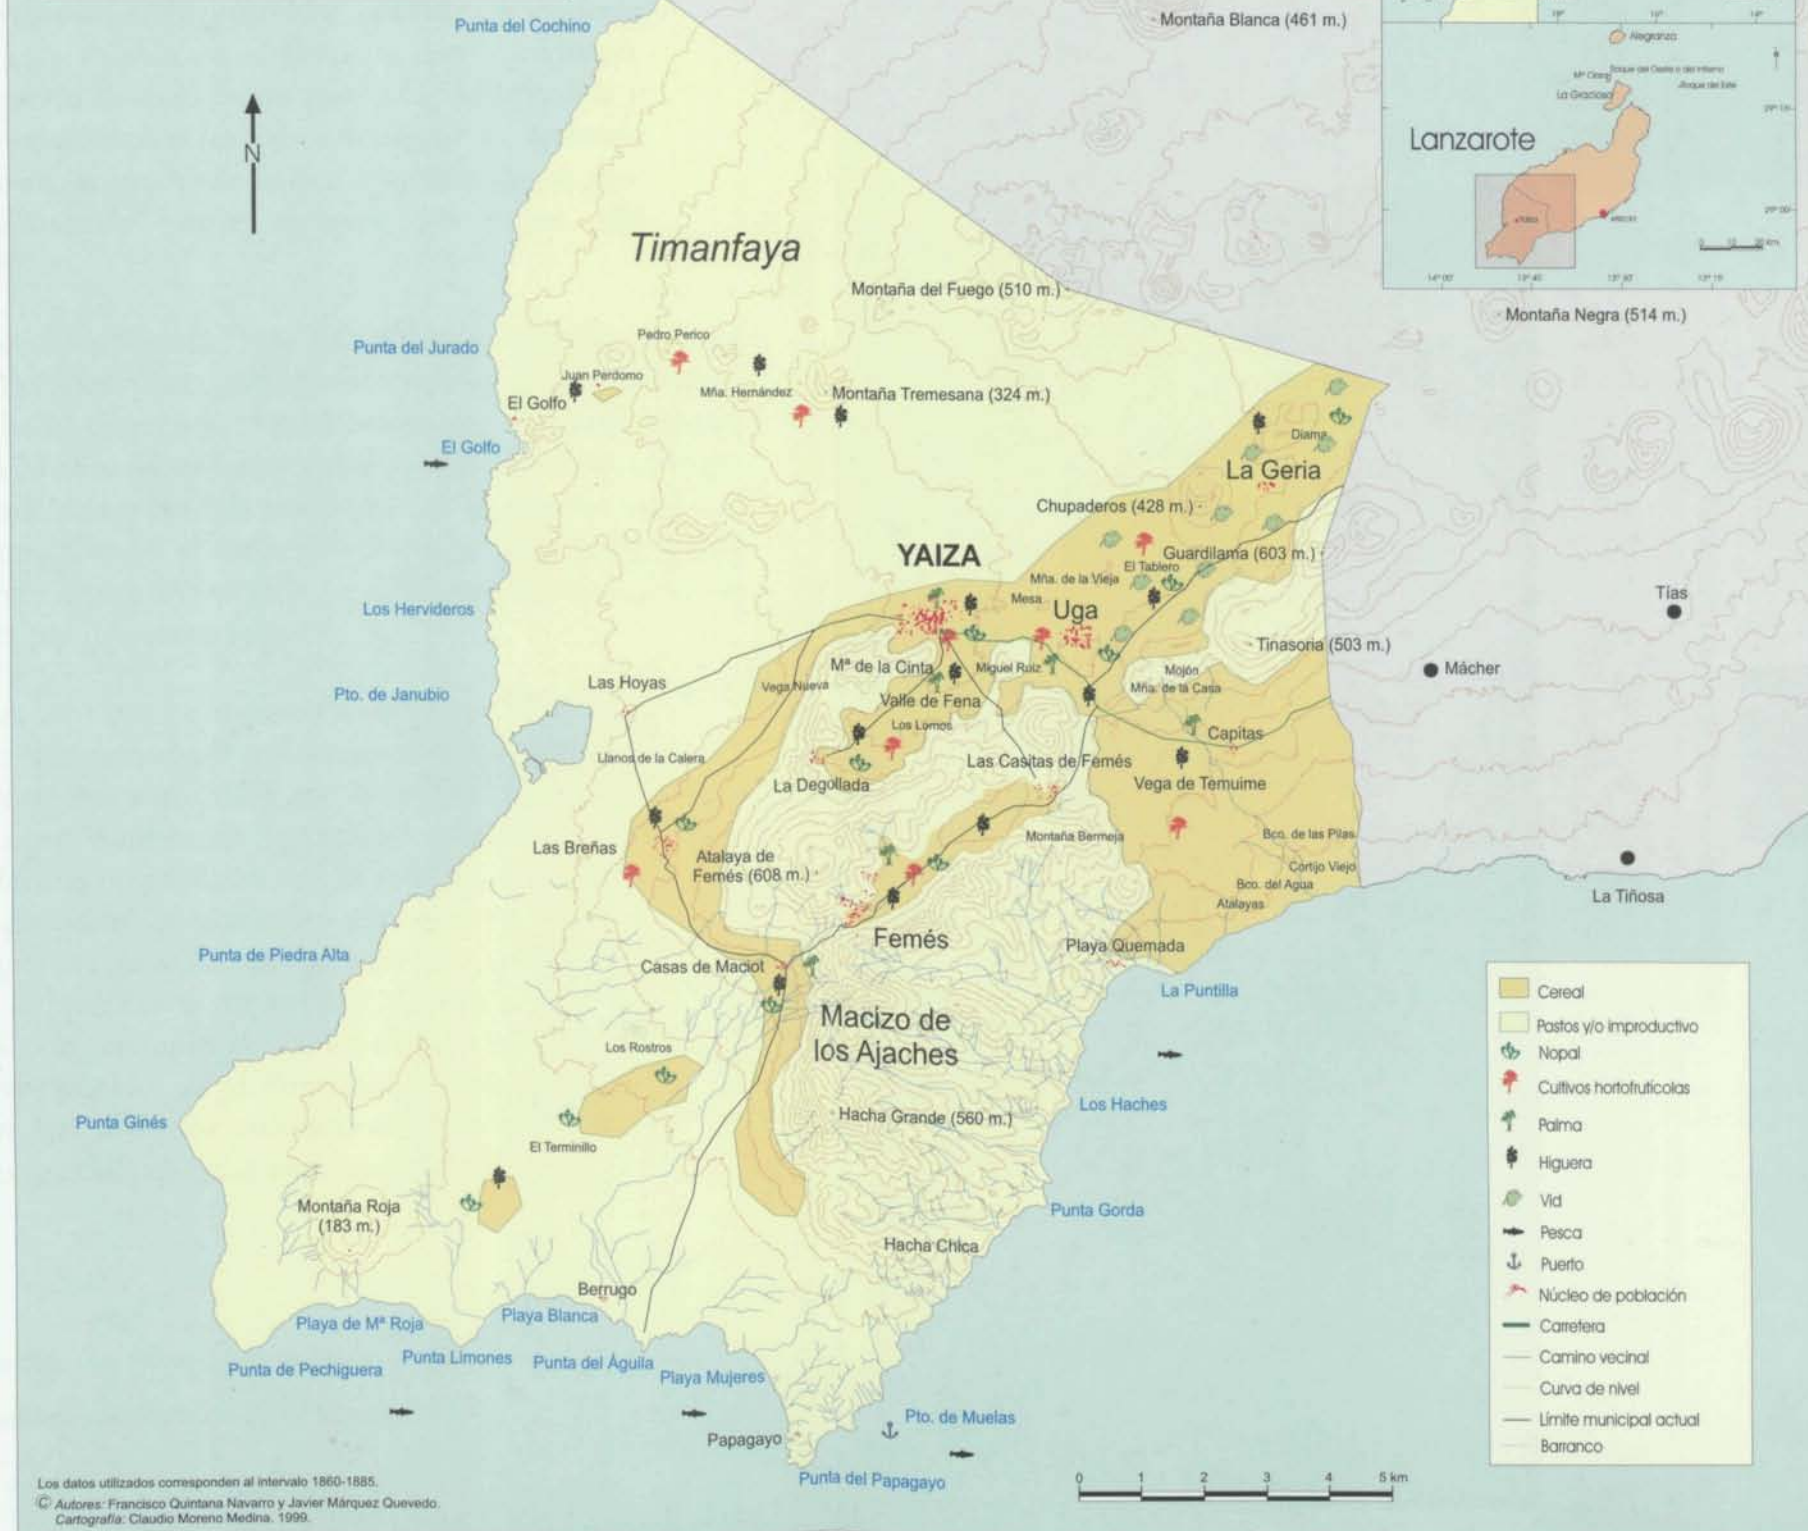 Punta del Cochino
Montaña Blanca (461 m.)
Alegranza
La Graciosa
Lanzarote
N
Timanfaya
Montaña del Fuego (510 m.)
Montaña Negra (514 m.)
Pedro Perico
Punta del Jurado
Juan Perdomo
Mña. Hernández
Montaña Tremesana (324 m.)
El Golfo
El Golfo
Diama
La Geria
Chupaderos (428 m.)
YAIZA
Guardilama (603 m.)
El Tablero
Mña. de la Vieja
Mesa
Uga
Los Hervideros
Tías
Tinasoria (503 m.)
Mácher
Mª de la Cinta
Miguel Ruiz
Mojón
Mña. de la Casa
Las Hoyas
Vega Nueva
Pto. de Janubio
Valle de Fena
Los Lomos
Capitas
Llanos de la Calera
Las Casitas de Femés
La Degollada
Vega de Temuime
Montaña Bermeja
Bco. de las Pilas
Las Breñas
Atalaya de
Femés (608 m.)
Cortijo Viejo
Bco. del Agua
Atalayas
La Tiñosa
Femés
Playa Quemada
Punta de Piedra Alta
Casas de Maciot
La Puntilla
Macizo de
los Ajaches
Los Rostros
Los Haches
Hacha Grande (560 m.)
Punta Ginés
El Terminillo
Montaña Roja
(183 m.)
Punta Gorda
Hacha Chica
Berrugo
Playa de Mª Roja
Playa Blanca
Punta de Pechiguera
Punta Limones
Punta del Águila
Playa Mujeres
Pto. de Muelas
Papagayo
Punta del Papagayo
Cereal
Pastos y/o improductivo
Nopal
Cultivos hortofrutícolas
Palma
Higuera
Vid
Pesca
Puerto
Núcleo de población
Carretera
Camino vecinal
Curva de nivel
Límite municipal actual
Barranco
0 1 2 3 4 5 km
Los datos utilizados corresponden al intervalo 1860-1885.
© Autores: Francisco Quintana Navarro y Javier Márquez Quevedo.
Cartografía: Claudio Moreno Medina. 1999.